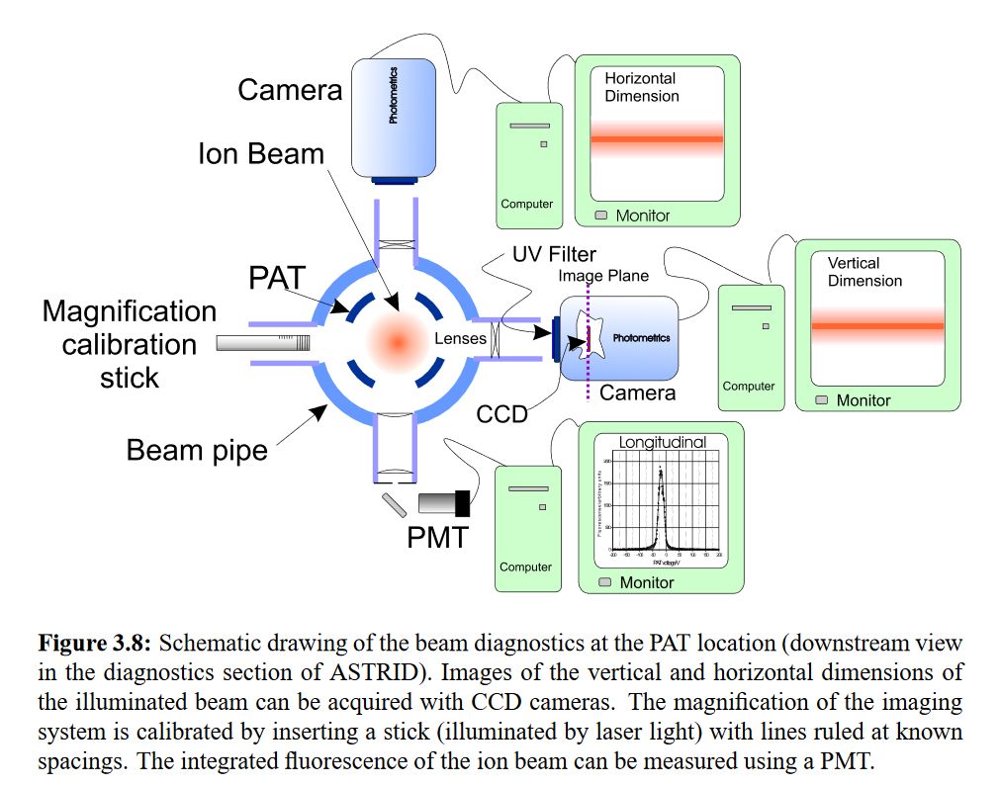 Camera
Photometrics
Ion Beam
Horizontal
Dimension
Computer
Monitor
PAT
UV Filter
Image Plane
Vertical
Dimension
Magnification
calibration
stick
Lenses
Photometrics
Computer
Camera
Monitor
CCD
Beam pipe
Longitudinal
PAT voltage/V
PMT
Computer
Monitor
Figure 3.8: Schematic drawing of the beam diagnostics at the PAT location (downstream view
in the diagnostics section of ASTRID). Images of the vertical and horizontal dimensions of
the illuminated beam can be acquired with CCD cameras. The magnification of the imaging
system is calibrated by inserting a stick (illuminated by laser light) with lines ruled at known
spacings. The integrated fluorescence of the ion beam can be measured using a PMT.